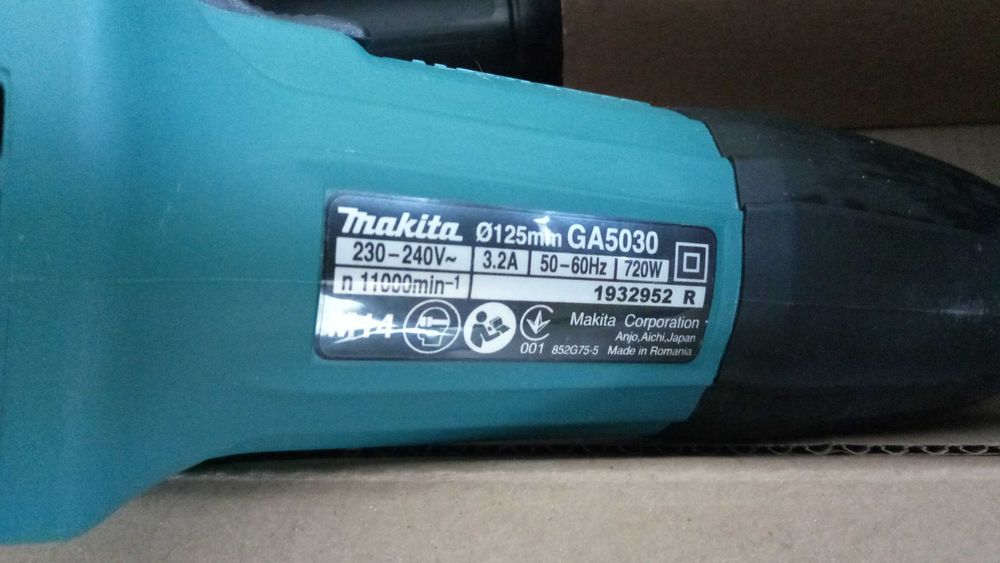 makita Ø125mm GA5030
230-240V~ 3.2A 50-60Hz 720W
n 11000min-1 1932952 R
M14 Makita Corporation
Anjo,Aichi,Japan
001 852G75-5 Made in Romania